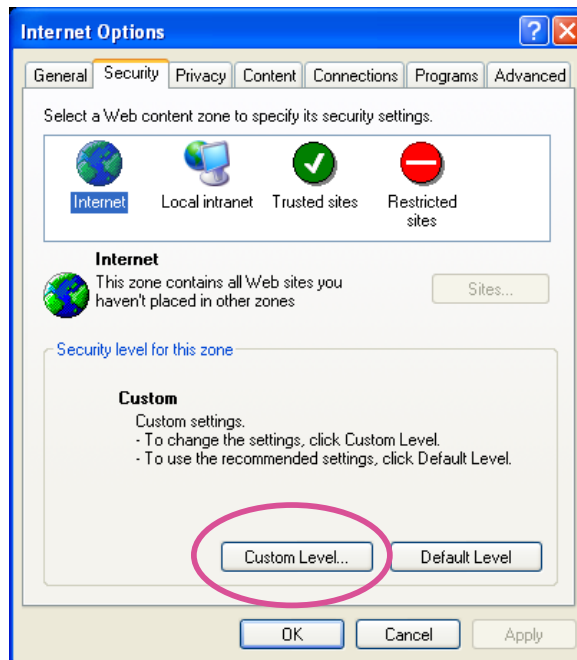 Internet Options
?
General Security Privacy Content Connections Programs Advanced
Select a Web content zone to specify its security settings.
Internet Local intranet Trusted sites Restricted
sites
Internet
This zone contains all Web sites you
haven't placed in other zones
Sites...
Security level for this zone
Custom
Custom settings.
- To change the settings, click Custom Level.
- To use the recommended settings, click Default Level.
Custom Level... Default Level
OK Cancel Apply